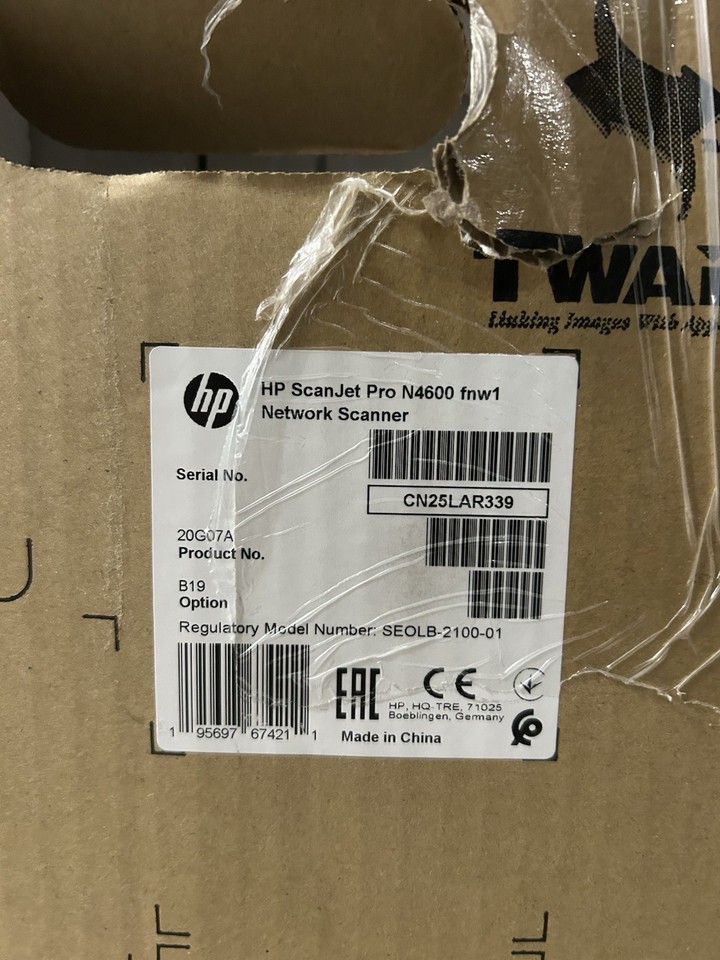 TWAI
Linking Images With App
hp
HP ScanJet Pro N4600 fnw1
Network Scanner
Serial No.
CN25LAR339
20G07A
Product No.
B19
Option
Regulatory Model Number: SEOLB-2100-01
EAC
CE
HP, HQ-TRE, 71025
Boeblingen, Germany
1 95697 67421 1
Made in China